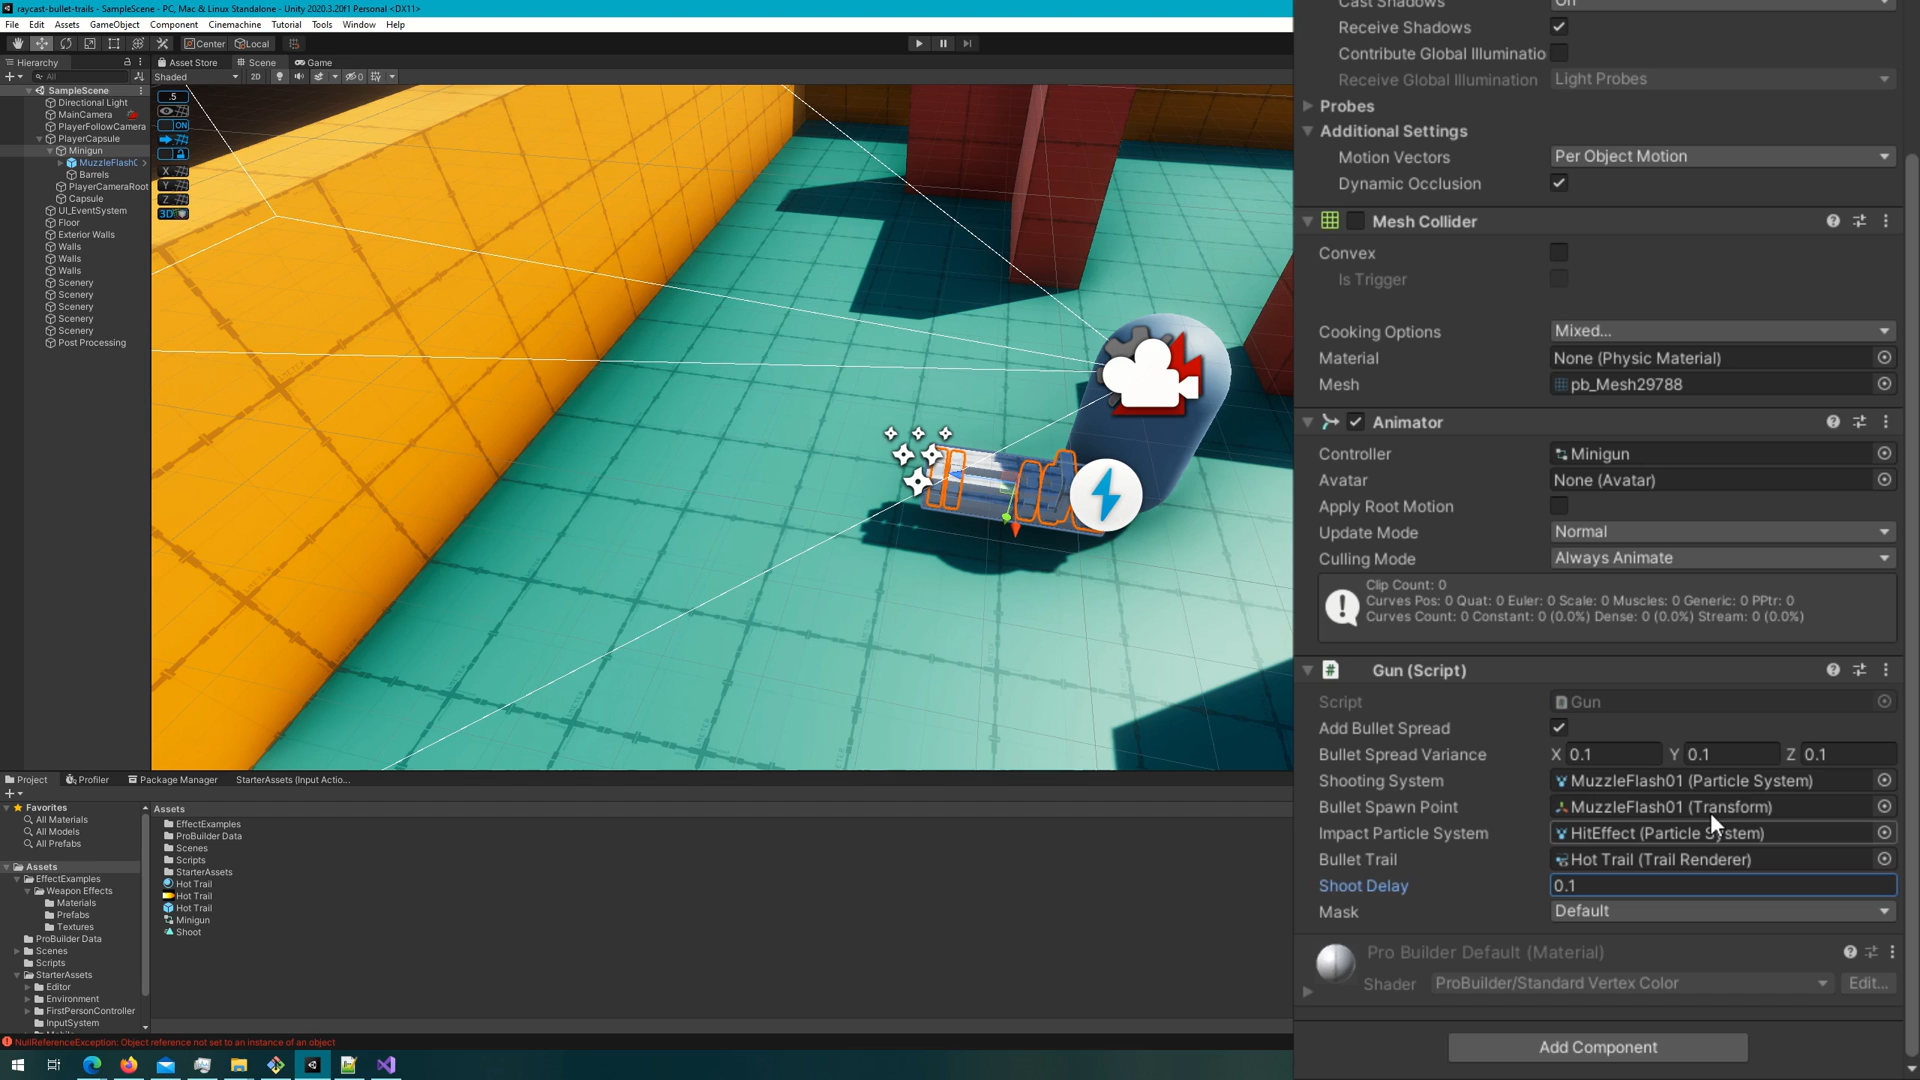 raycast-bullet-trails - SampleScene - PC, Mac & Linux Standalone - Unity 2020.3.20f1 Personal <DX11>
File Edit Assets GameObject Component Cinemachine Tutorial Tools Window Help
Center Local
Hierarchy
All
SampleScene
Directional Light
MainCamera
PlayerFollowCamera
PlayerCapsule
Minigun
MuzzleFlashC
Barrels
PlayerCameraRoot
Capsule
UI_EventSystem
Floor
Exterior Walls
Walls
Walls
Walls
Scenery
Scenery
Scenery
Scenery
Scenery
Post Processing
Asset Store Scene Game
Shaded 2D 0
.5
ON
X
Y
Z
3D
Project Profiler Package Manager StarterAssets (Input Actio...
Favorites
All Materials
All Models
All Prefabs
Assets
EffectExamples
Weapon Effects
Materials
Prefabs
Textures
ProBuilder Data
Scenes
Scripts
StarterAssets
Editor
Environment
FirstPersonController
InputSystem
Assets
EffectExamples
ProBuilder Data
Scenes
Scripts
StarterAssets
Hot Trail
Hot Trail
Hot Trail
Minigun
Shoot
NullReferenceException: Object reference not set to an instance of an object
Cast Shadows On
Receive Shadows
Contribute Global Illuminatio
Receive Global Illumination Light Probes
Probes
Additional Settings
Motion Vectors Per Object Motion
Dynamic Occlusion
Mesh Collider
Convex
Is Trigger
Cooking Options Mixed...
Material None (Physic Material)
Mesh pb_Mesh29788
Animator
Controller Minigun
Avatar None (Avatar)
Apply Root Motion
Update Mode Normal
Culling Mode Always Animate
Clip Count: 0
Curves Pos: 0 Quat: 0 Euler: 0 Scale: 0 Muscles: 0 Generic: 0 PPtr: 0
Curves Count: 0 Constant: 0 (0.0%) Dense: 0 (0.0%) Stream: 0 (0.0%)
Gun (Script)
Script Gun
Add Bullet Spread
Bullet Spread Variance X 0.1 Y 0.1 Z 0.1
Shooting System MuzzleFlash01 (Particle System)
Bullet Spawn Point MuzzleFlash01 (Transform)
Impact Particle System HitEffect (Particle System)
Bullet Trail Hot Trail (Trail Renderer)
Shoot Delay 0.1
Mask Default
Pro Builder Default (Material)
Shader ProBuilder/Standard Vertex Color Edit...
Add Component